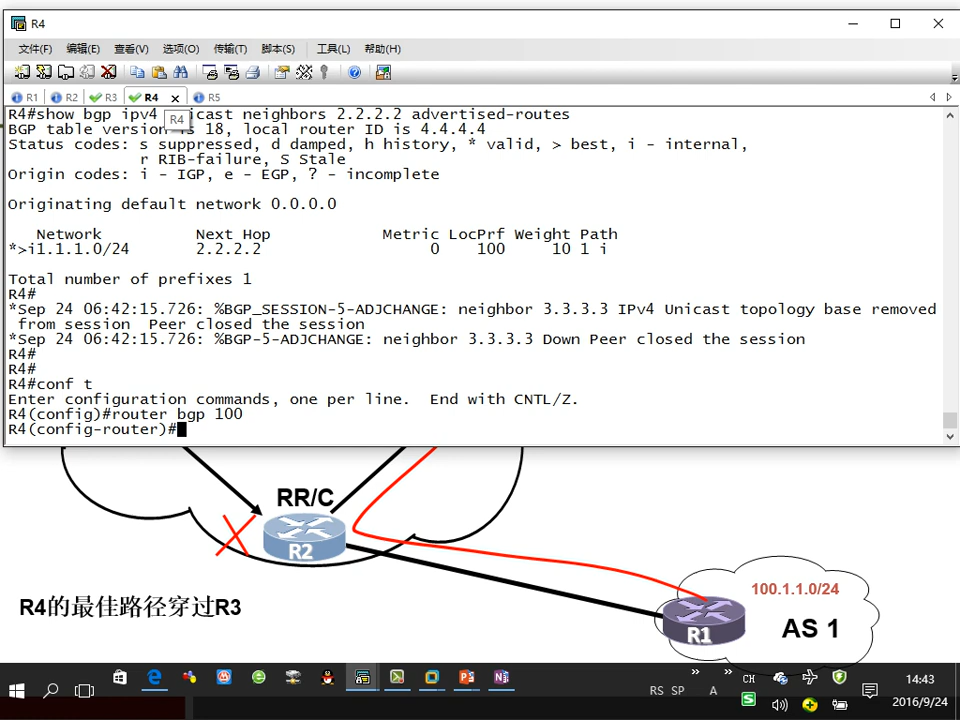 R4
文件(F) 编辑(E) 查看(V) 选项(O) 传输(T) 脚本(S) 工具(L) 帮助(H)
R1 R2 R3 R4 R5
R4#show bgp ipv4 unicast neighbors 2.2.2.2 advertised-routes
R4
BGP table version is 18, local router ID is 4.4.4.4
Status codes: s suppressed, d damped, h history, * valid, > best, i - internal,
r RIB-failure, S Stale
Origin codes: i - IGP, e - EGP, ? - incomplete
Originating default network 0.0.0.0
Network Next Hop Metric LocPrf Weight Path
*>i1.1.1.0/24 2.2.2.2 0 100 10 1 i
Total number of prefixes 1
R4#
*Sep 24 06:42:15.726: %BGP_SESSION-5-ADJCHANGE: neighbor 3.3.3.3 IPv4 Unicast topology base removed
from session Peer closed the session
*Sep 24 06:42:15.726: %BGP-5-ADJCHANGE: neighbor 3.3.3.3 Down Peer closed the session
R4#
R4#
R4#conf t
Enter configuration commands, one per line. End with CNTL/Z.
R4(config)#router bgp 100
R4(config-router)#
RR/C
R2
100.1.1.0/24
R4的最佳路径穿过R3
R1
AS 1
RS SP A CH
14:43
2016/9/24